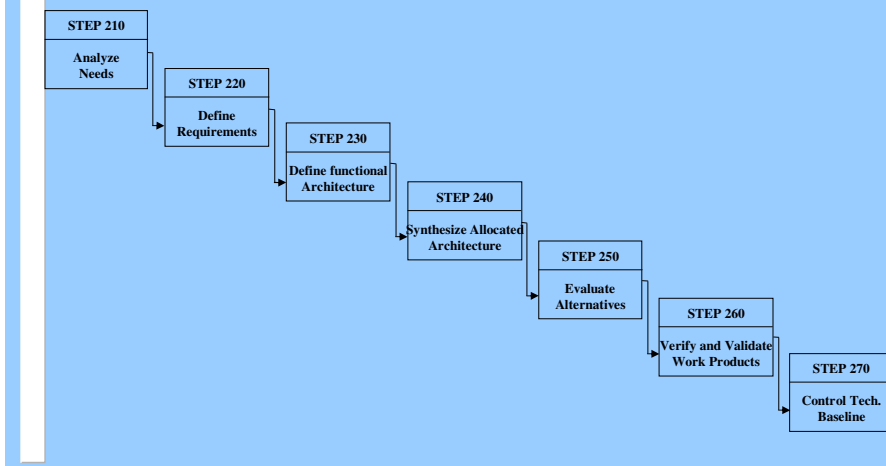 STEP 210
Analyze
Needs
STEP 220
Define
Requirements
STEP 230
Define functional
Architecture
STEP 240
Synthesize Allocated
Architecture
STEP 250
Evaluate
Alternatives
STEP 260
Verify and Validate
Work Products
STEP 270
Control Tech.
Baseline